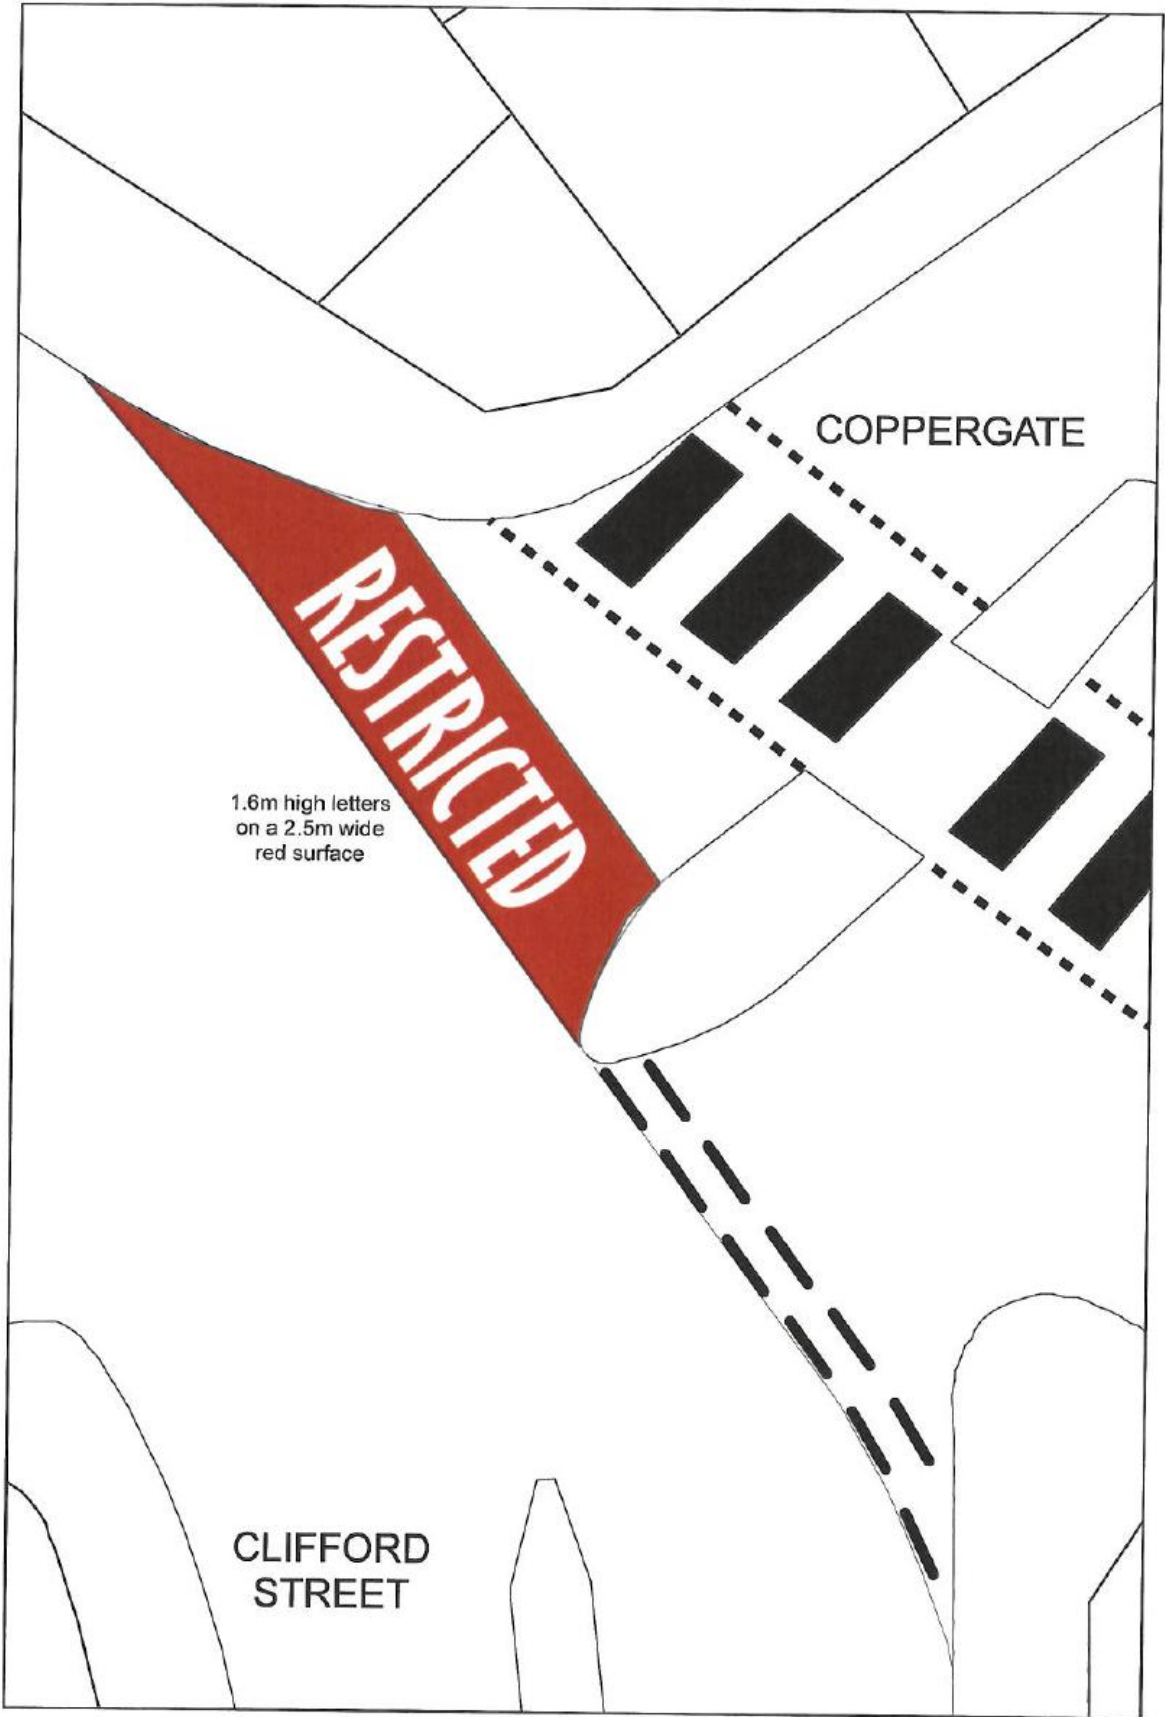 COPPERGATE
RESTRICTED
1.6m high letters
on a 2.5m wide
red surface
CLIFFORD
STREET